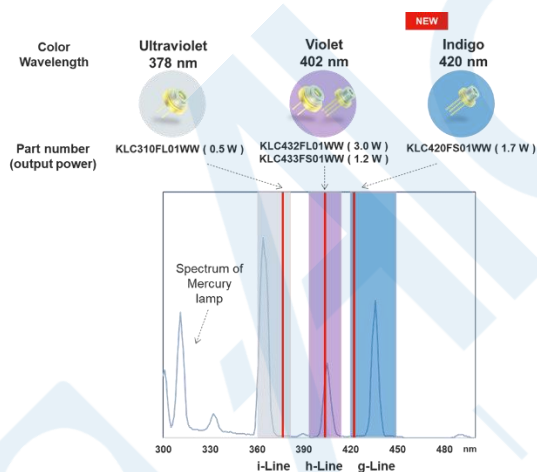 NEW
Color
Wavelength
Ultraviolet
378 nm
Violet
402 nm
Indigo
420 nm
Part number
(output power)
KLC310FL01WW ( 0.5 W )
KLC432FL01WW ( 3.0 W )
KLC433FS01WW ( 1.2 W )
KLC420FS01WW ( 1.7 W )
Spectrum of
Mercury
lamp
300 330 360 390 420 450 480 nm
i-Line h-Line g-Line